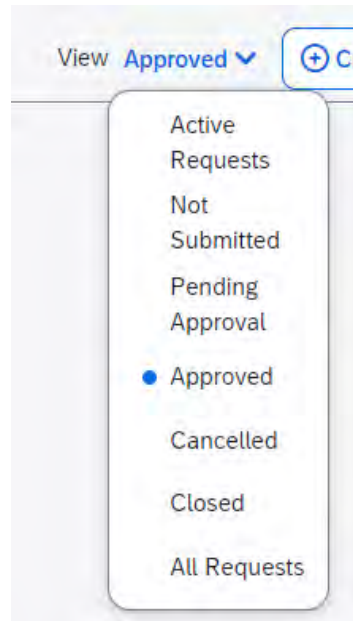 View Approved
Active
Requests
Not
Submitted
Pending
Approval
Approved
Cancelled
Closed
All Requests